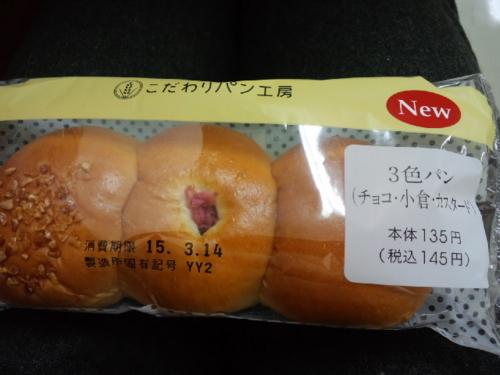 こだわりパン工房
New
3色パン
(チョコ・小倉・カスタード)
本体135円
(税込145円)
消費期限 15. 3.14
製造所固有記号 YY2